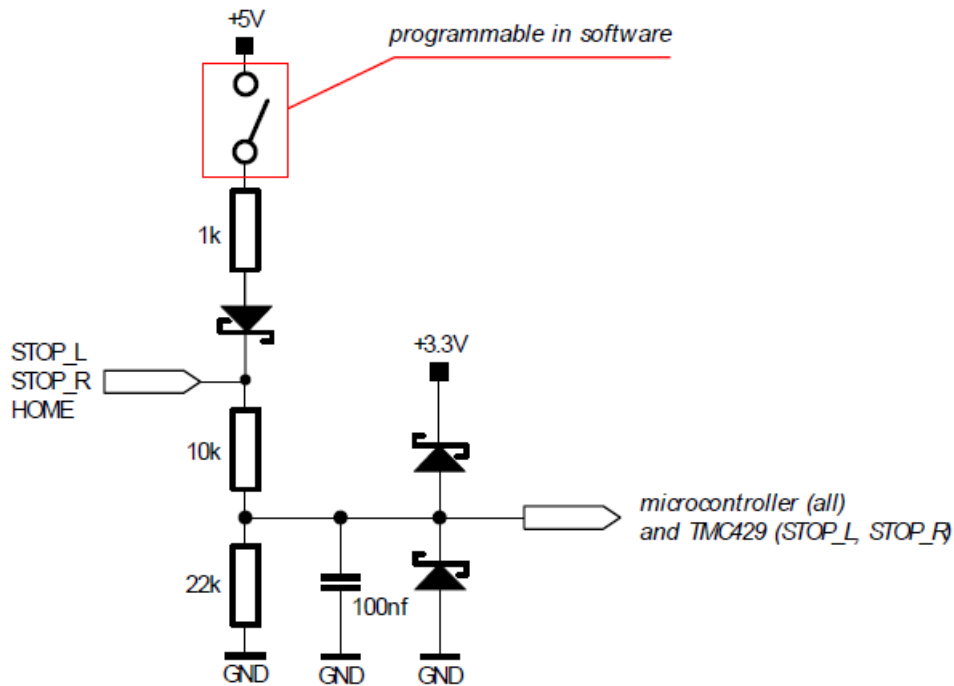 +5V
programmable in software
1k
STOP_L
STOP_R
HOME
+3.3V
10k
microcontroller (all)
and TMC429 (STOP_L, STOP_R)
22k
100nf
GND
GND
GND